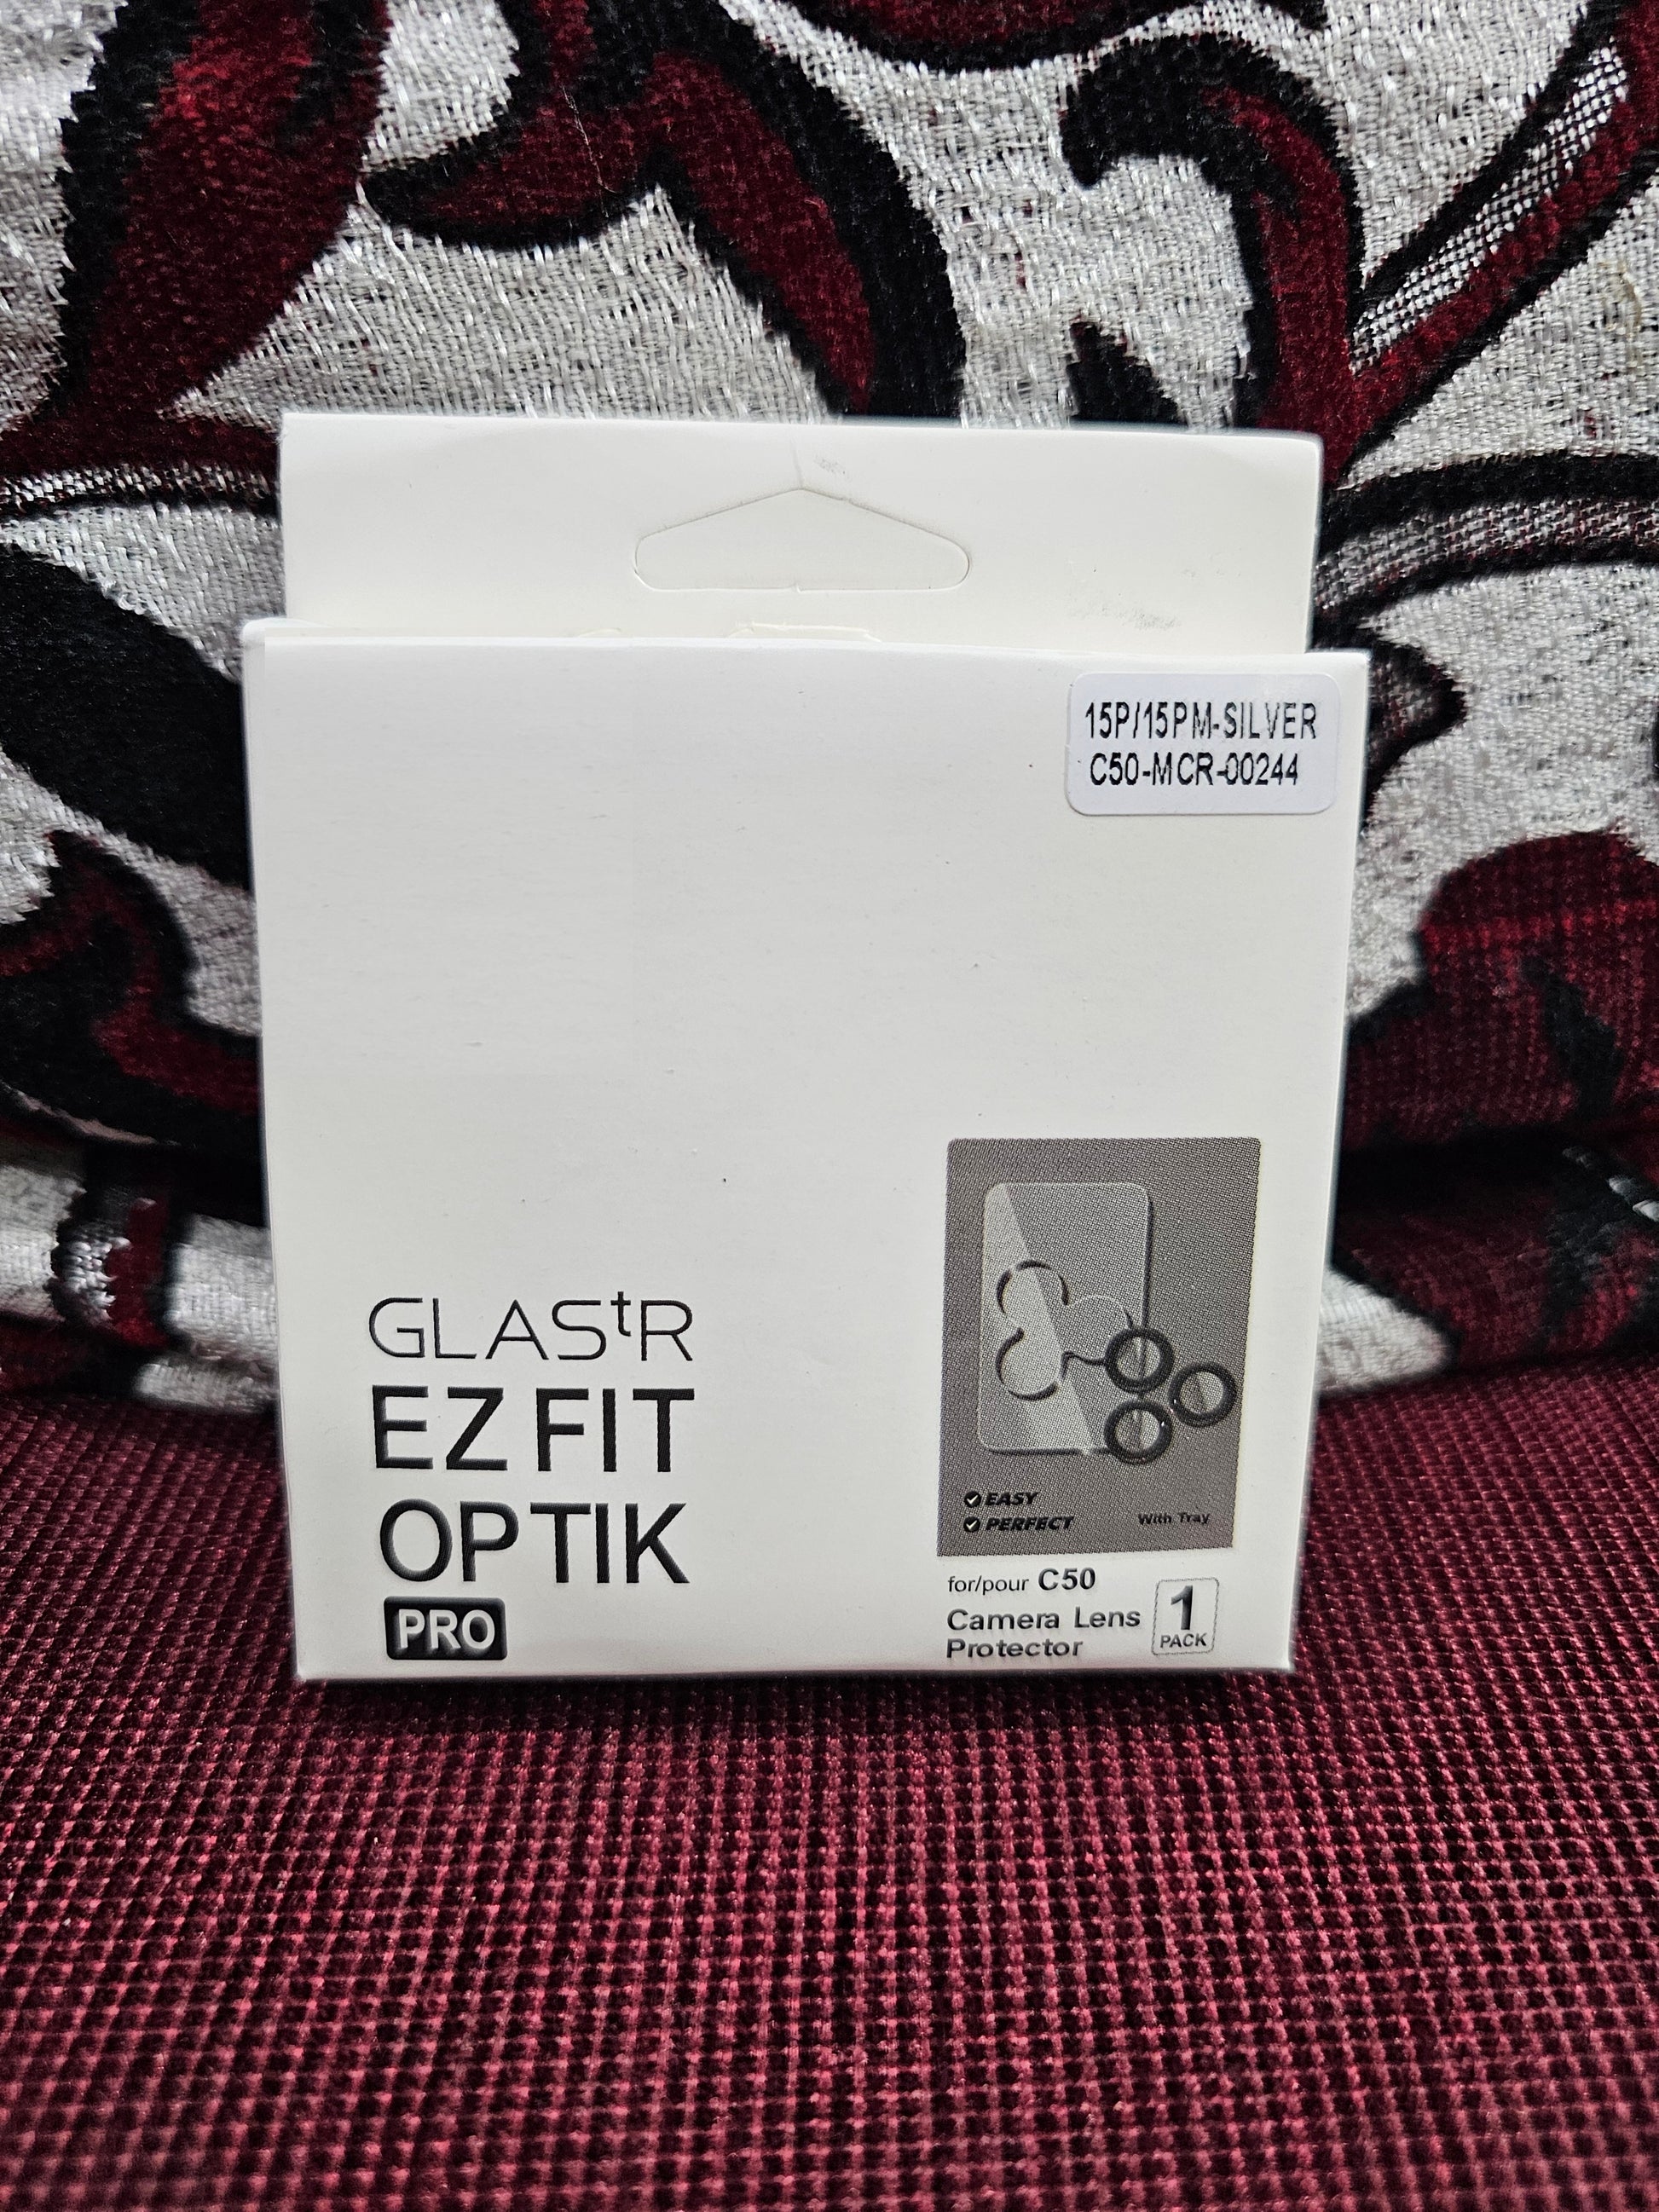 15P/15PM-SILVER
C50-MCR-00244
GLAStR
EZ FIT
OPTIK
PRO
EASY
PERFECT
With Tray
for/pour C50
Camera Lens
Protector
1
PACK